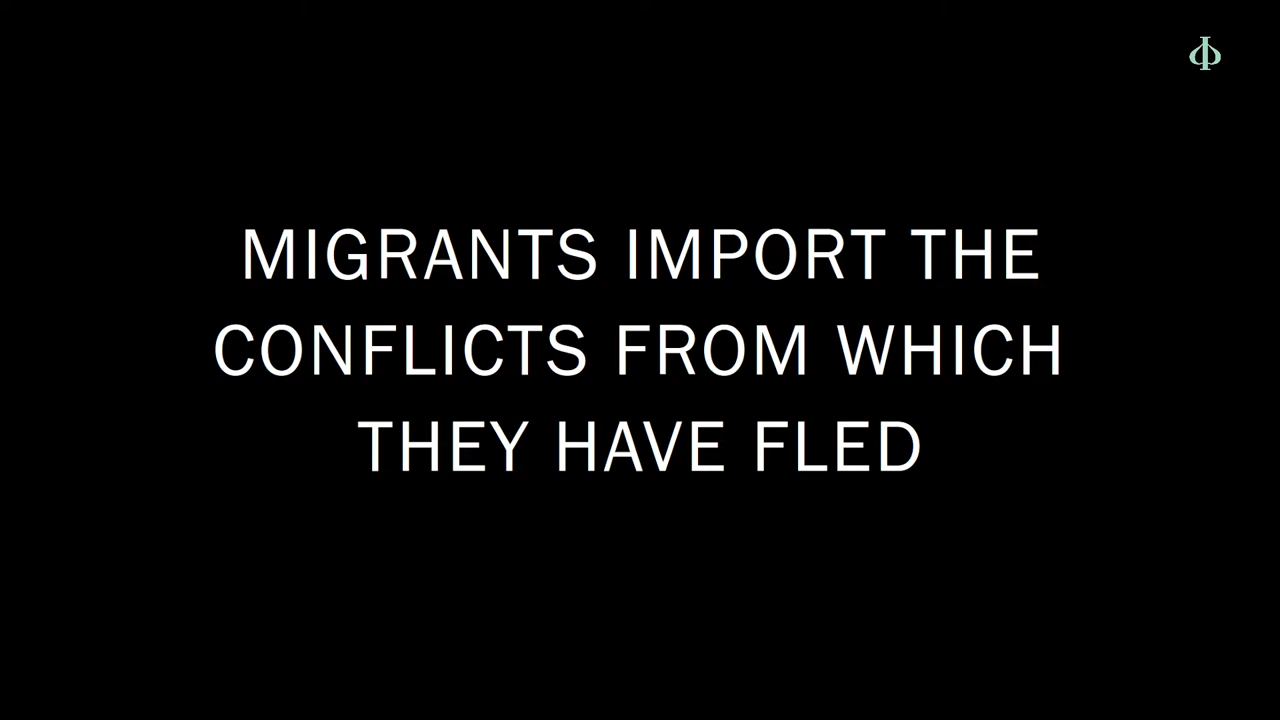 Φ
MIGRANTS IMPORT THE
CONFLICTS FROM WHICH
THEY HAVE FLED